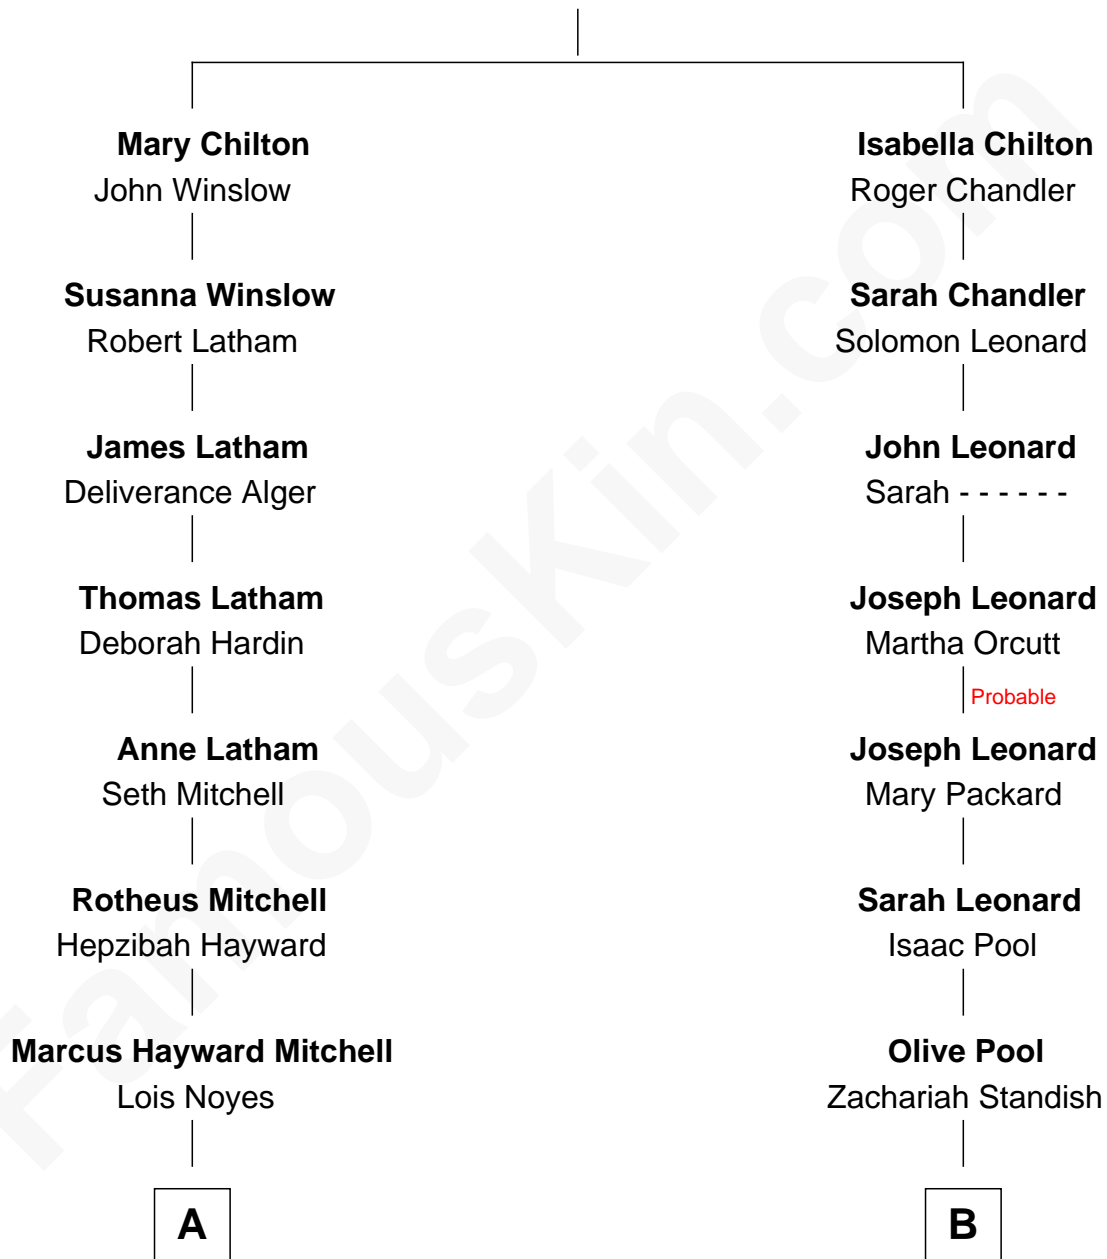 Mary Chilton
John Winslow
Susanna Winslow
Robert Latham
James Latham
Deliverance Alger
Thomas Latham
Deborah Hardin
Anne Latham
Seth Mitchell
Rotheus Mitchell
Hepzibah Hayward
Marcus Hayward Mitchell
Lois Noyes
A
Isabella Chilton
Roger Chandler
Sarah Chandler
Solomon Leonard
John Leonard
Sarah - - - - - -
Joseph Leonard
Martha Orcutt
Probable
Joseph Leonard
Mary Packard
Sarah Leonard
Isaac Pool
Olive Pool
Zachariah Standish
B
FamousKin.com